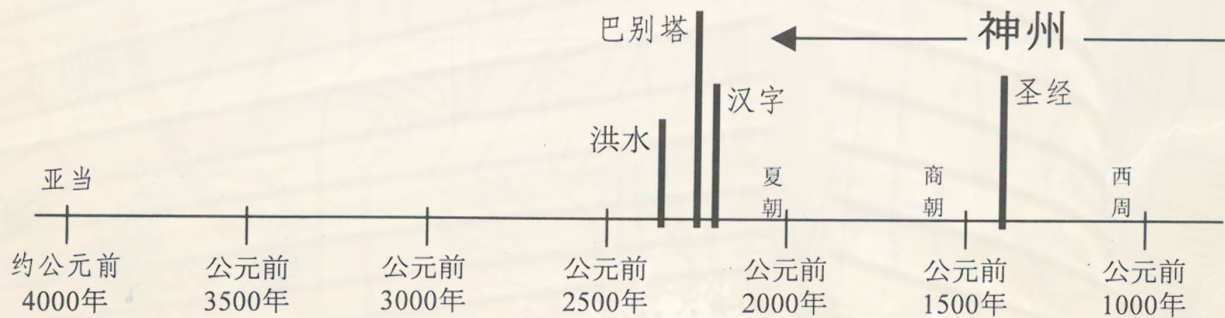 神州
巴别塔
汉字
圣经
洪水
亚当
夏朝
商朝
西周
约公元前
4000年
公元前
3500年
公元前
3000年
公元前
2500年
公元前
2000年
公元前
1500年
公元前
1000年